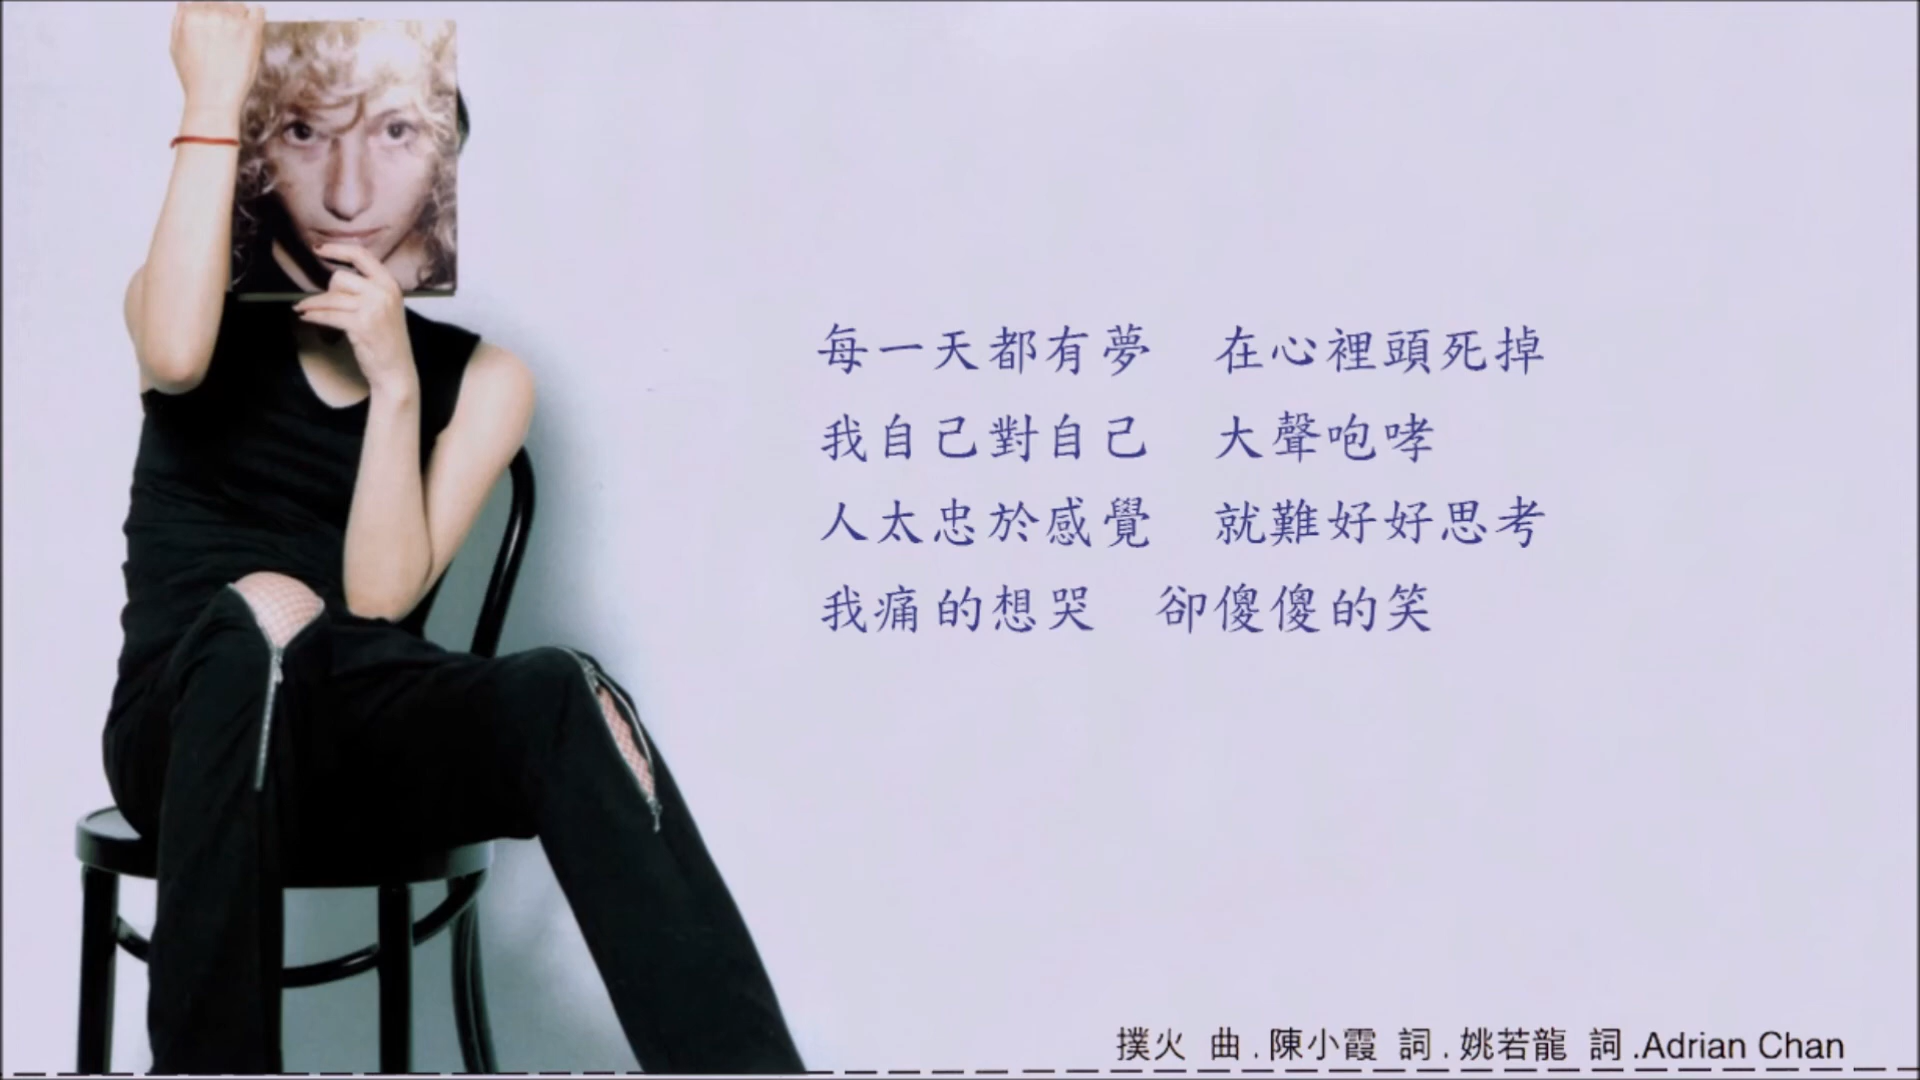 每一天都有夢　在心裡頭死掉
我自己對自己　大聲咆哮
人太忠於感覺　就難好好思考
我痛的想哭　卻傻傻的笑
撲火 曲.陳小霞 詞.姚若龍 詞.Adrian Chan